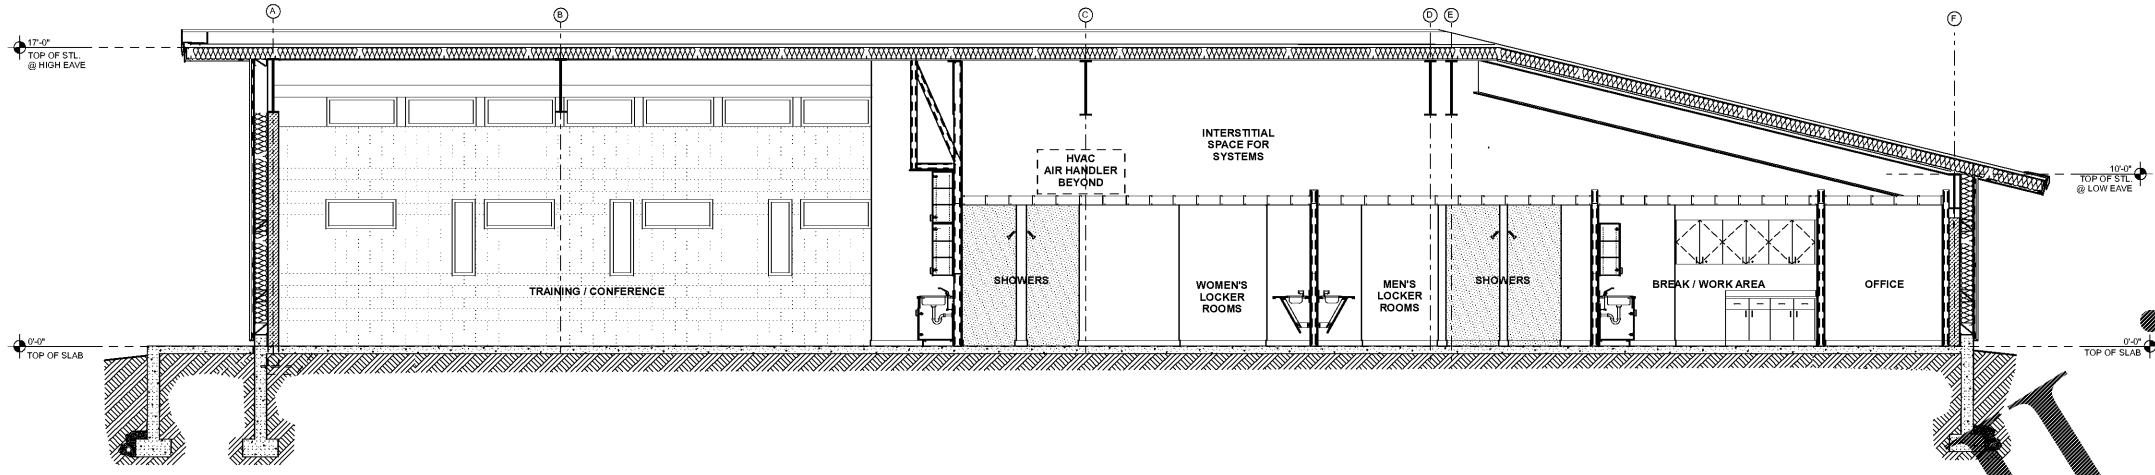 A
B
C
D
E
F
17'-0"
TOP OF STL.
@ HIGH EAVE
INTERSTITIAL
SPACE FOR
SYSTEMS
HVAC
AIR HANDLER
BEYOND
10'-0"
TOP OF STL.
@ LOW EAVE
TRAINING / CONFERENCE
SHOWERS
WOMEN'S
LOCKER
ROOMS
MEN'S
LOCKER
ROOMS
SHOWERS
BREAK / WORK AREA
OFFICE
0'-0"
TOP OF SLAB
0'-0"
TOP OF SLAB